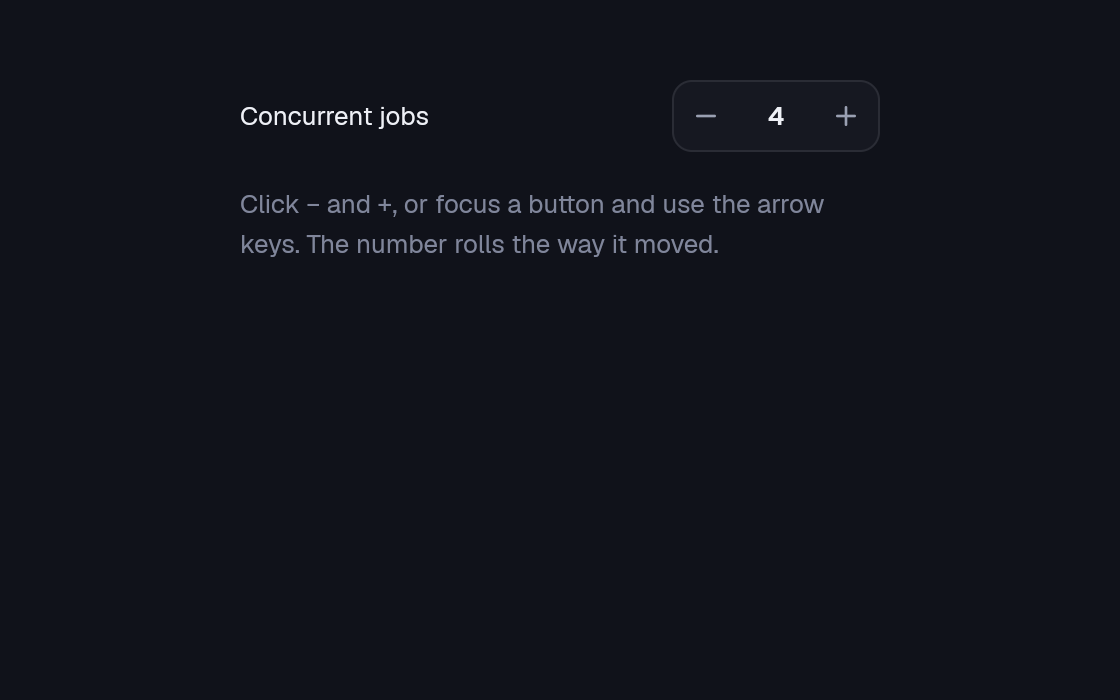 Concurrent jobs
− 4 +
Click − and +, or focus a button and use the arrow
keys. The number rolls the way it moved.